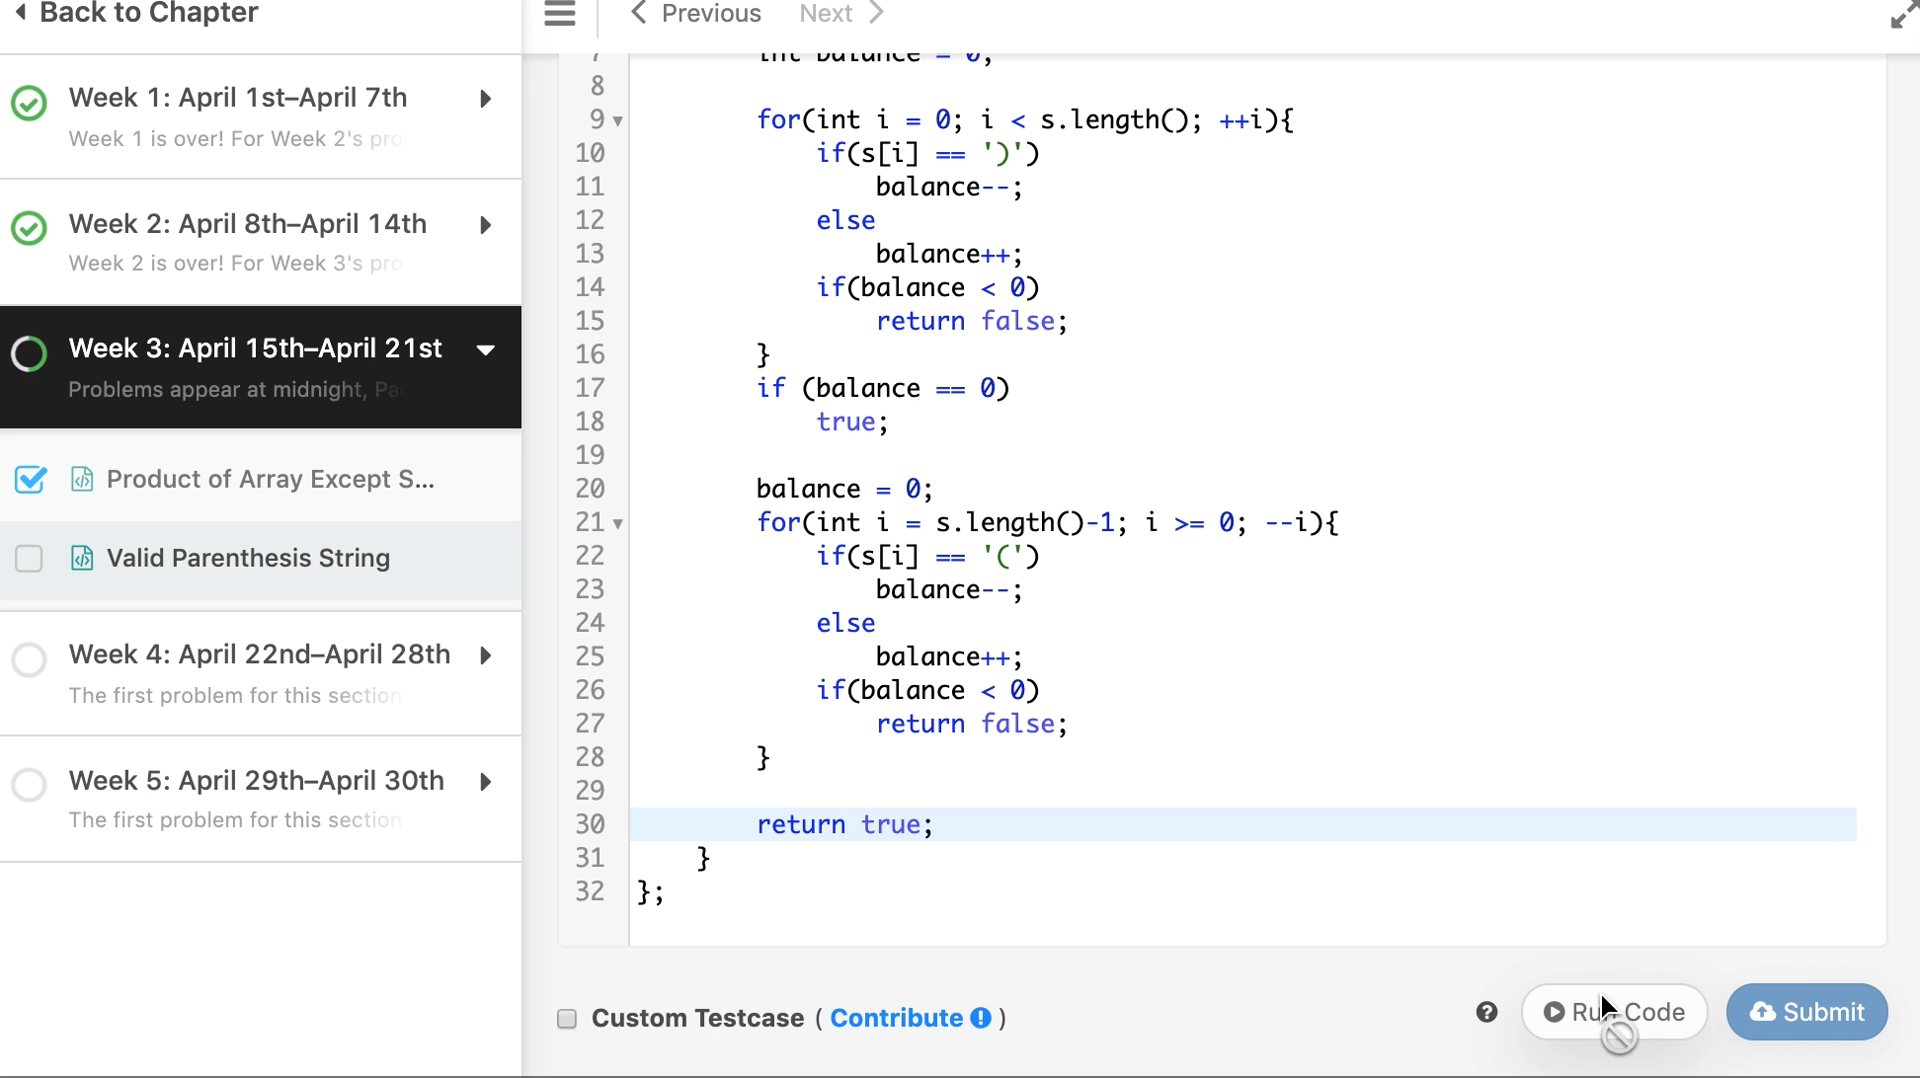 Back to Chapter
Previous
Next
Week 1: April 1st–April 7th
Week 1 is over! For Week 2's pro
Week 2: April 8th–April 14th
Week 2 is over! For Week 3's pro
Week 3: April 15th–April 21st
Problems appear at midnight, Pac
Product of Array Except S...
Valid Parenthesis String
Week 4: April 22nd–April 28th
The first problem for this section
Week 5: April 29th–April 30th
The first problem for this section
7 int balance = 0;
8
9 for(int i = 0; i < s.length(); ++i){
10 if(s[i] == ')')
11 balance--;
12 else
13 balance++;
14 if(balance < 0)
15 return false;
16 }
17 if (balance == 0)
18 true;
19
20 balance = 0;
21 for(int i = s.length()-1; i >= 0; --i){
22 if(s[i] == '(')
23 balance--;
24 else
25 balance++;
26 if(balance < 0)
27 return false;
28 }
29
30 return true;
31 }
32 };
Custom Testcase ( Contribute )
Run Code
Submit